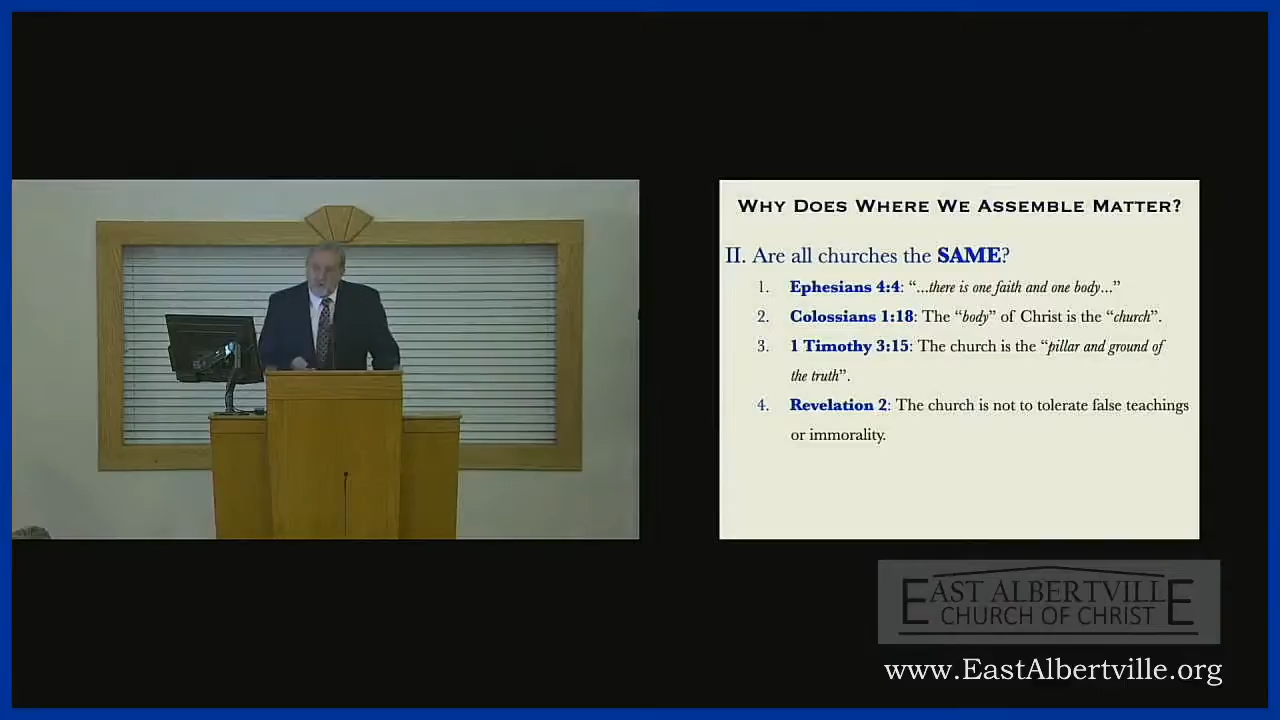 WHY DOES WHERE WE ASSEMBLE MATTER?
II. Are all churches the SAME?
1. Ephesians 4:4: “...there is one faith and one body...”
2. Colossians 1:18: The “body” of Christ is the “church”.
3. 1 Timothy 3:15: The church is the “pillar and ground of
the truth”.
4. Revelation 2: The church is not to tolerate false teachings
or immorality.
EAST ALBERTVILLE
CHURCH OF CHRIST
www.EastAlbertville.org